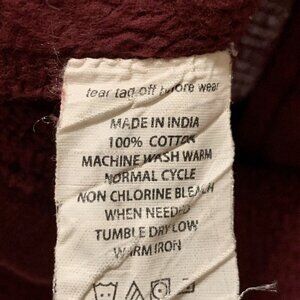 tear tag off before wear
MADE IN INDIA
100% COTTON
MACHINE WASH WARM
NORMAL CYCLE
NON CHLORINE BLEACH
WHEN NEEDED
TUMBLE DRY LOW
WARM IRON